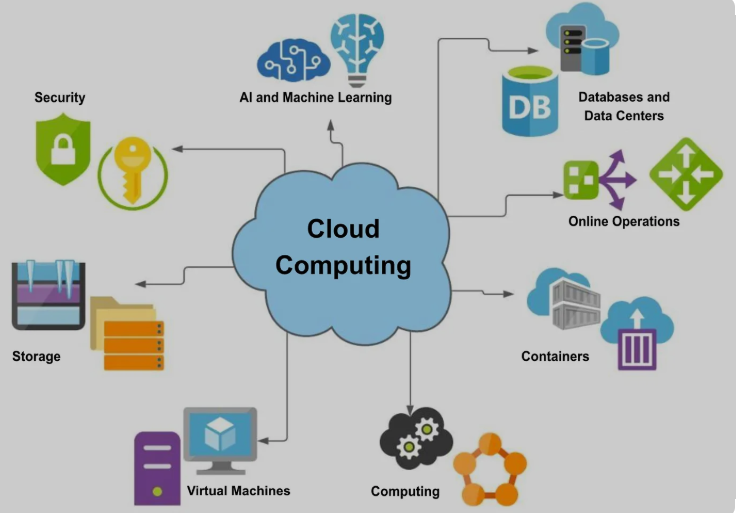 Security
AI and Machine Learning
DB
Databases and
Data Centers
Online Operations
Cloud
Computing
Storage
Containers
Virtual Machines
Computing